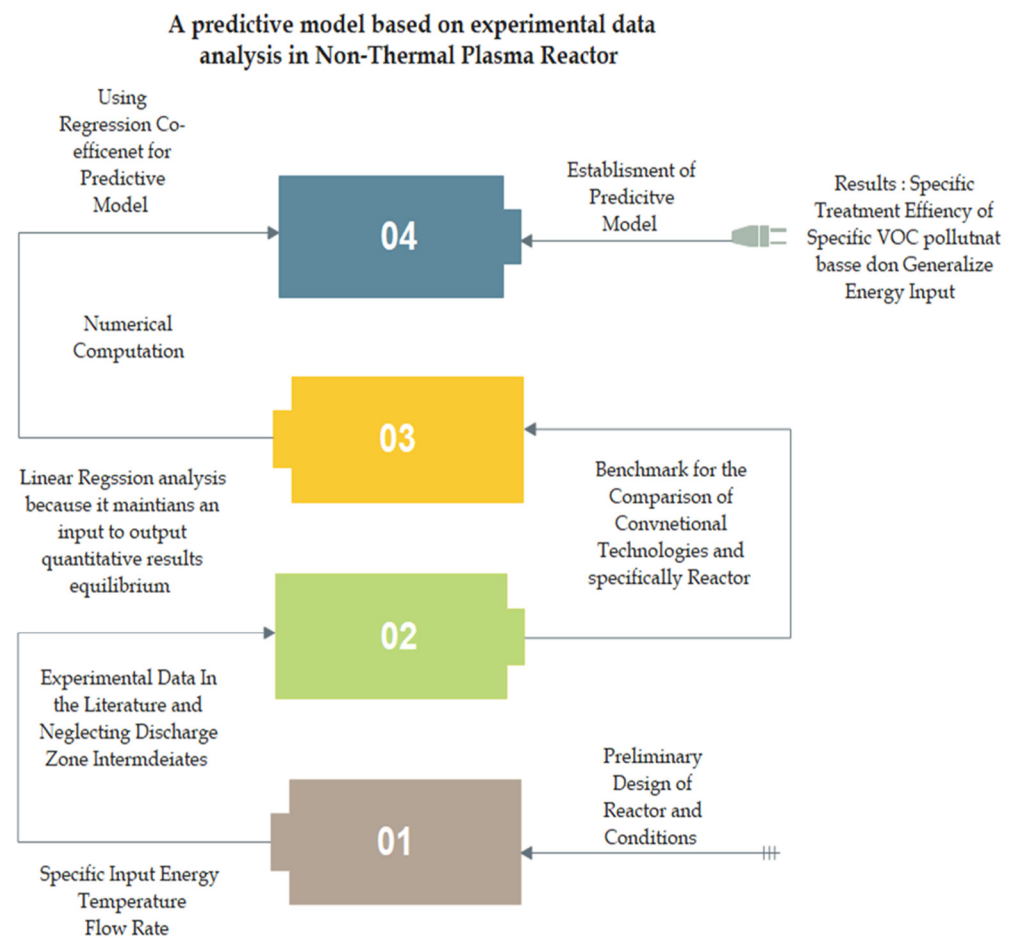 A predictive model based on experimental data
analysis in Non-Thermal Plasma Reactor
Using
Regression Co-
efficenet for
Predictive
Model
04
Establisment of
Predicitve
Model
Results : Specific
Treatment Effiency of
Specific VOC pollutnat
basse don Generalize
Energy Input
Numerical
Computation
03
Linear Regssion analysis
because it maintians an
input to output
quantitative results
equilibrium
Benchmark for the
Comparison of
Convnetional
Technologies and
specifically Reactor
02
Experimental Data In
the Literature and
Neglecting Discharge
Zone Intermdeiates
Preliminary
Design of
Reactor and
Conditions
01
Specific Input Energy
Temperature
Flow Rate